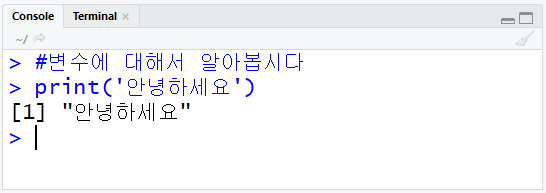 Console Terminal ×
~/
> #변수에 대해서 알아봅시다
> print('안녕하세요')
[1] "안녕하세요"
>